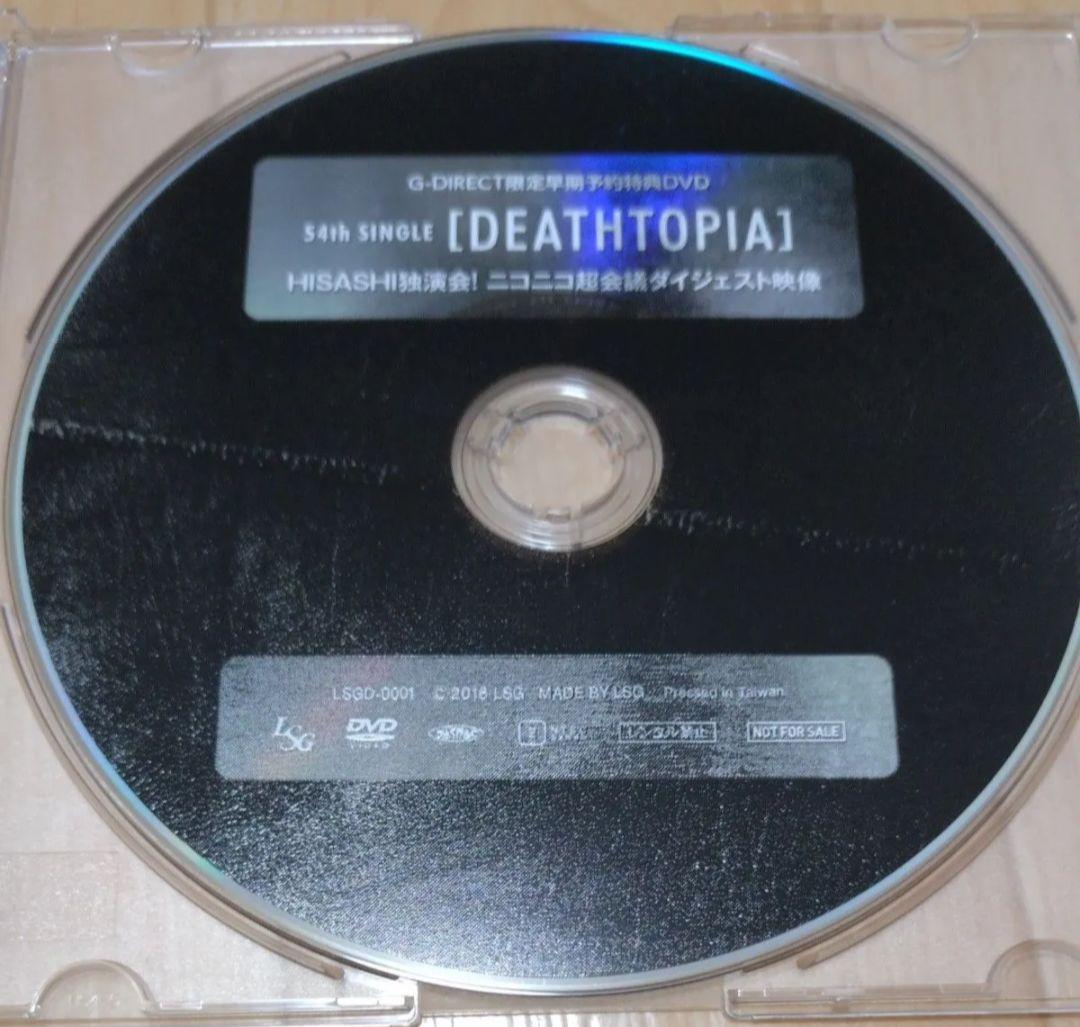 G-DIRECT限定早期予約特典DVD
54th SINGLE [DEATHTOPIA]
HISASHI独演会! ニコニコ超会議ダイジェスト映像
LSGD-0001 © 2016 LSG MADE BY LSG Pressed in Taiwan
LSG DVD VIDEO レンタル禁止 NOT FOR SALE